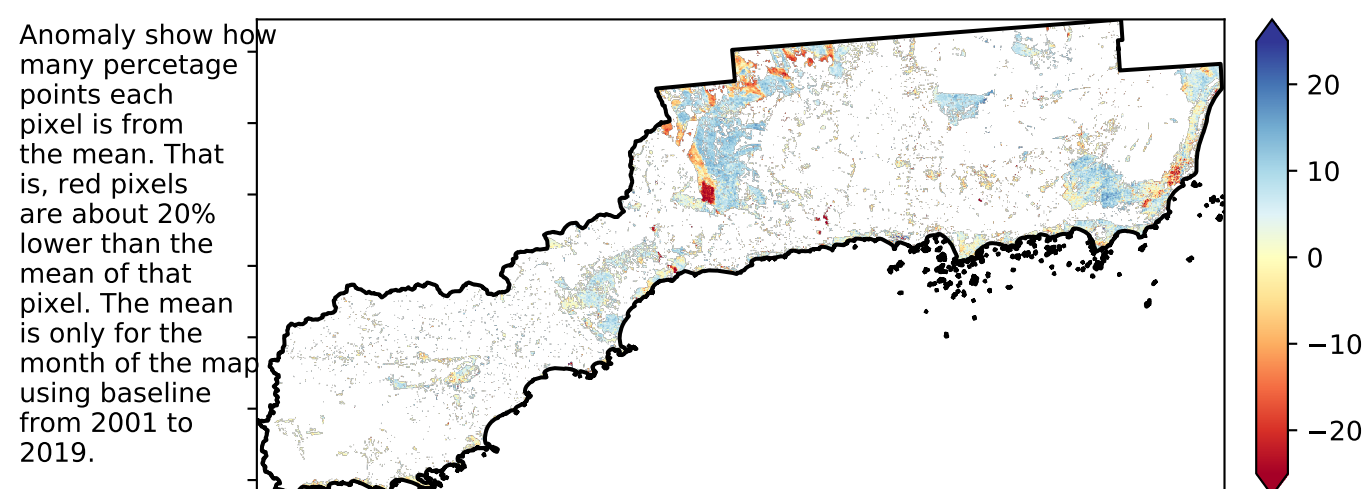 Anomaly show how
many percetage
points each
pixel is from
the mean. That
is, red pixels
are about 20%
lower than the
mean of that
pixel. The mean
is only for the
month of the map
using baseline
from 2001 to
2019.
20
10
0
−10
−20